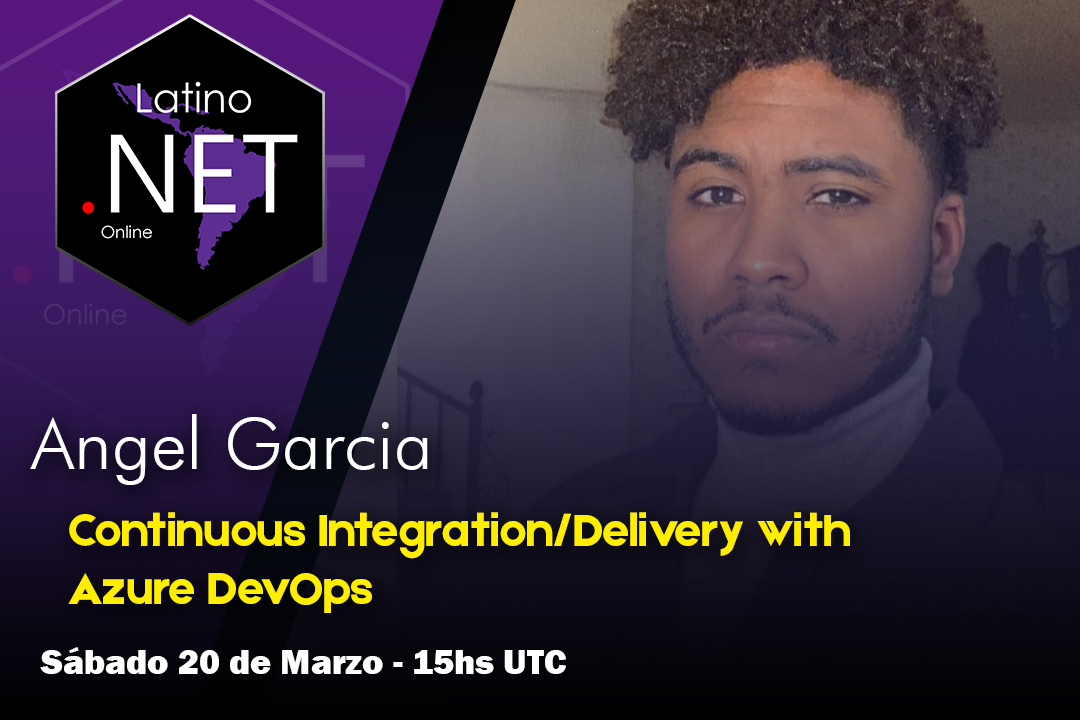 Latino
.NET
Online
Online
Angel Garcia
Continuous Integration/Delivery with
Azure DevOps
Sábado 20 de Marzo - 15hs UTC